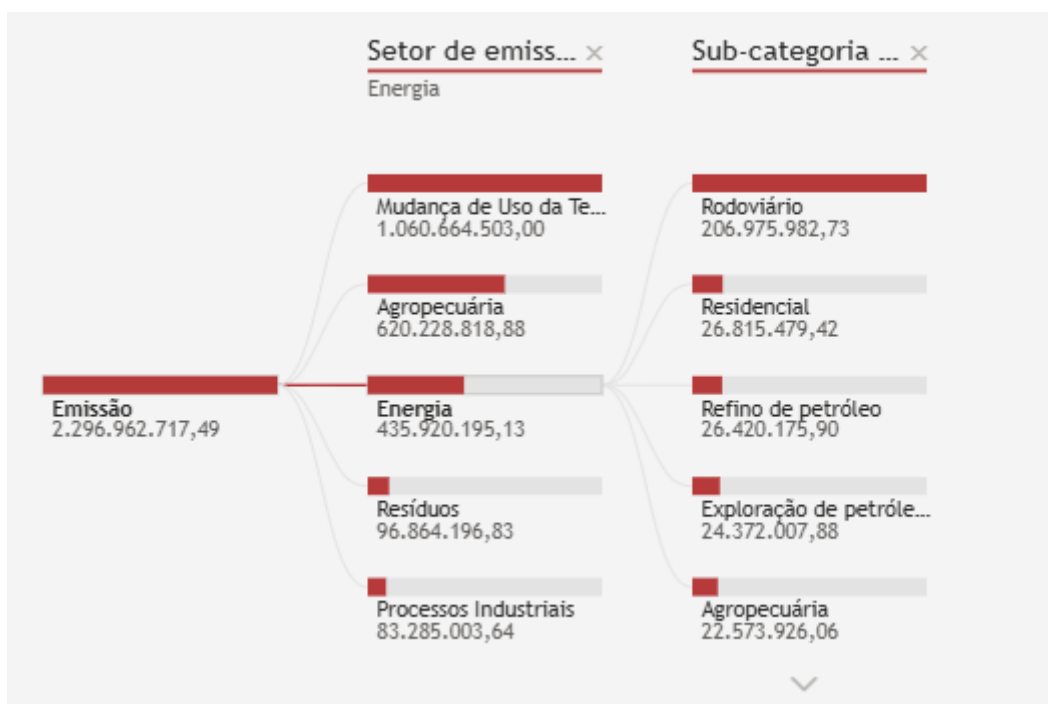 Setor de emiss... ×
Sub-categoria ... ×
Energia
Emissão
2.296.962.717,49
Mudança de Uso da Te...
1.060.664.503,00
Agropecuária
620.228.818,88
Energia
435.920.195,13
Resíduos
96.864.196,83
Processos Industriais
83.285.003,64
Rodoviário
206.975.982,73
Residencial
26.815.479,42
Refino de petróleo
26.420.175,90
Exploração de petróle...
24.372.007,88
Agropecuária
22.573.926,06